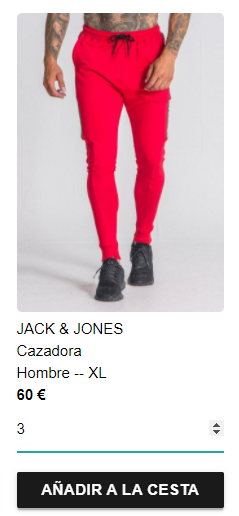 JACK & JONES
Cazadora
Hombre -- XL
60 €
3
AÑADIR A LA CESTA